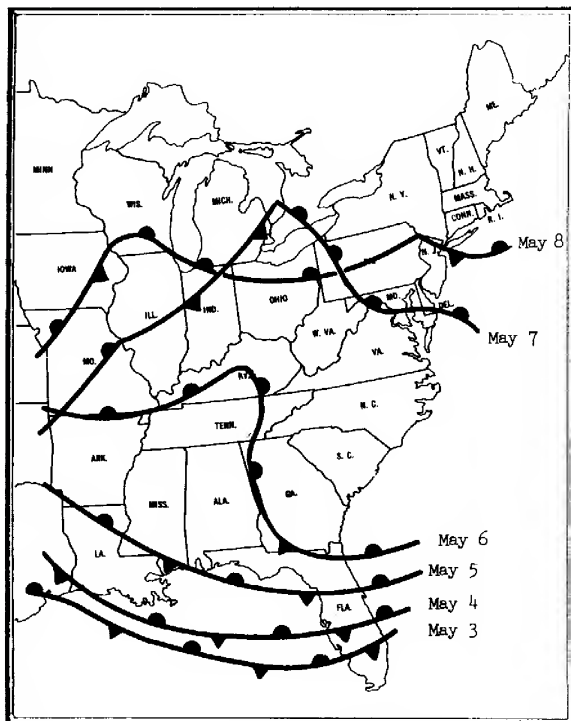 ME.
VT.
N. H.
MINN
N. Y.
MASS.
WIS.
MICH.
CONN.
R. I.
May 8
IOWA
N. J.
ILL.
IND.
OHIO
MD.
DEL.
W. VA.
May 7
MO.
VA.
KY.
N. C.
TENN.
ARK.
S. C.
MISS.
ALA.
GA.
May 6
LA.
May 5
FLA.
May 4
May 3